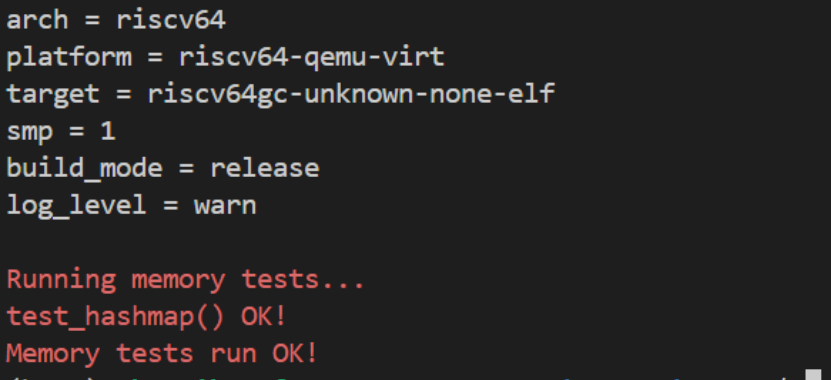 arch = riscv64
platform = riscv64-qemu-virt
target = riscv64gc-unknown-none-elf
smp = 1
build_mode = release
log_level = warn
Running memory tests...
test_hashmap() OK!
Memory tests run OK!